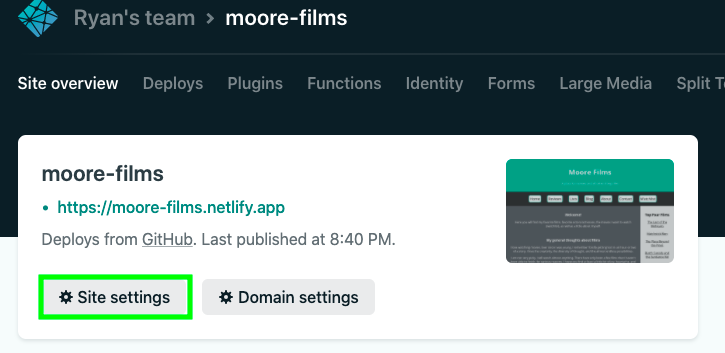 Ryan's team > moore-films
Site overview Deploys Plugins Functions Identity Forms Large Media Split Te
moore-films
• https://moore-films.netlify.app
Deploys from GitHub. Last published at 8:40 PM.
Site settings Domain settings
Moore Films